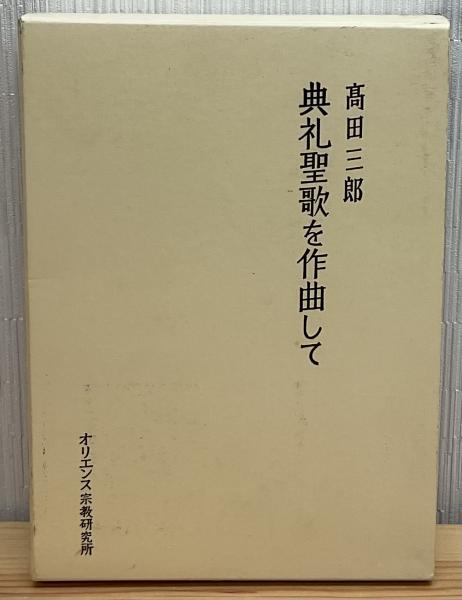 髙田三郎
典礼聖歌を作曲して
オリエンス宗教研究所